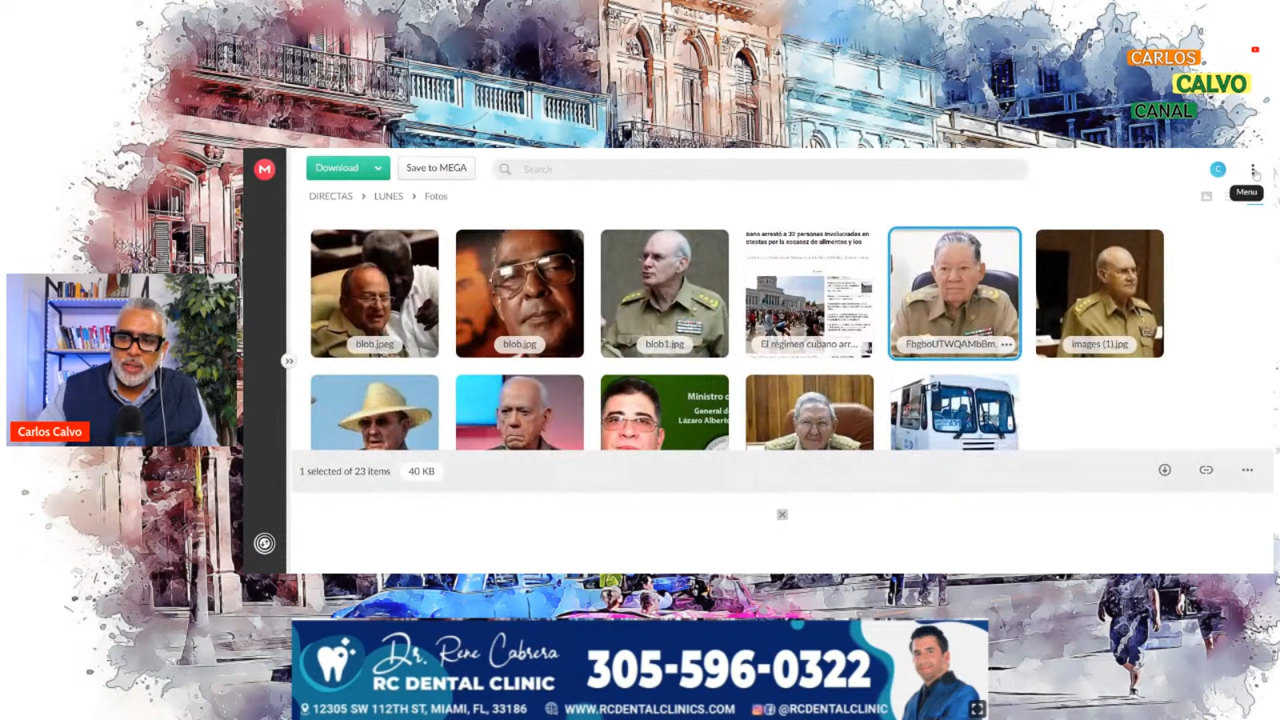 CARLOS
CALVO
CANAL
Download
Save to MEGA
Search
C
Menu
DIRECTAS > LUNES > Fotos
bano arrestó a 32 personas involucradas en
otestas por la escasez de alimentos y los
blob.jpeg
blob.jpg
blob1.jpg
El régimen cubano arr...
FbgboUTWQAMbBm...
images (1).jpg
Ministro d
General d
Lázaro Alberto
Carlos Calvo
1 selected of 23 items
40 KB
Dr. Rene Cabrera
RC DENTAL CLINIC
305-596-0322
12305 SW 112TH ST, MIAMI, FL, 33186
WWW.RCDENTALCLINICS.COM
@RCDENTALCLINIC